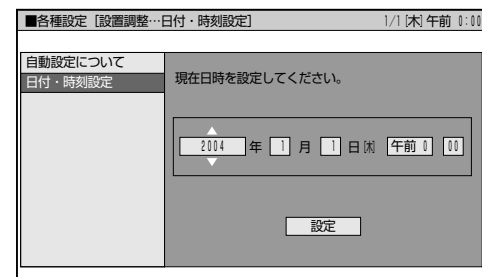 ■各種設定［設置調整…日付・時刻設定］ 1/1[木]午前 0:00
自動設定について
日付・時刻設定
現在日時を設定してください。
2004 年 1 月 1 日[木] 午前 0 00
設定